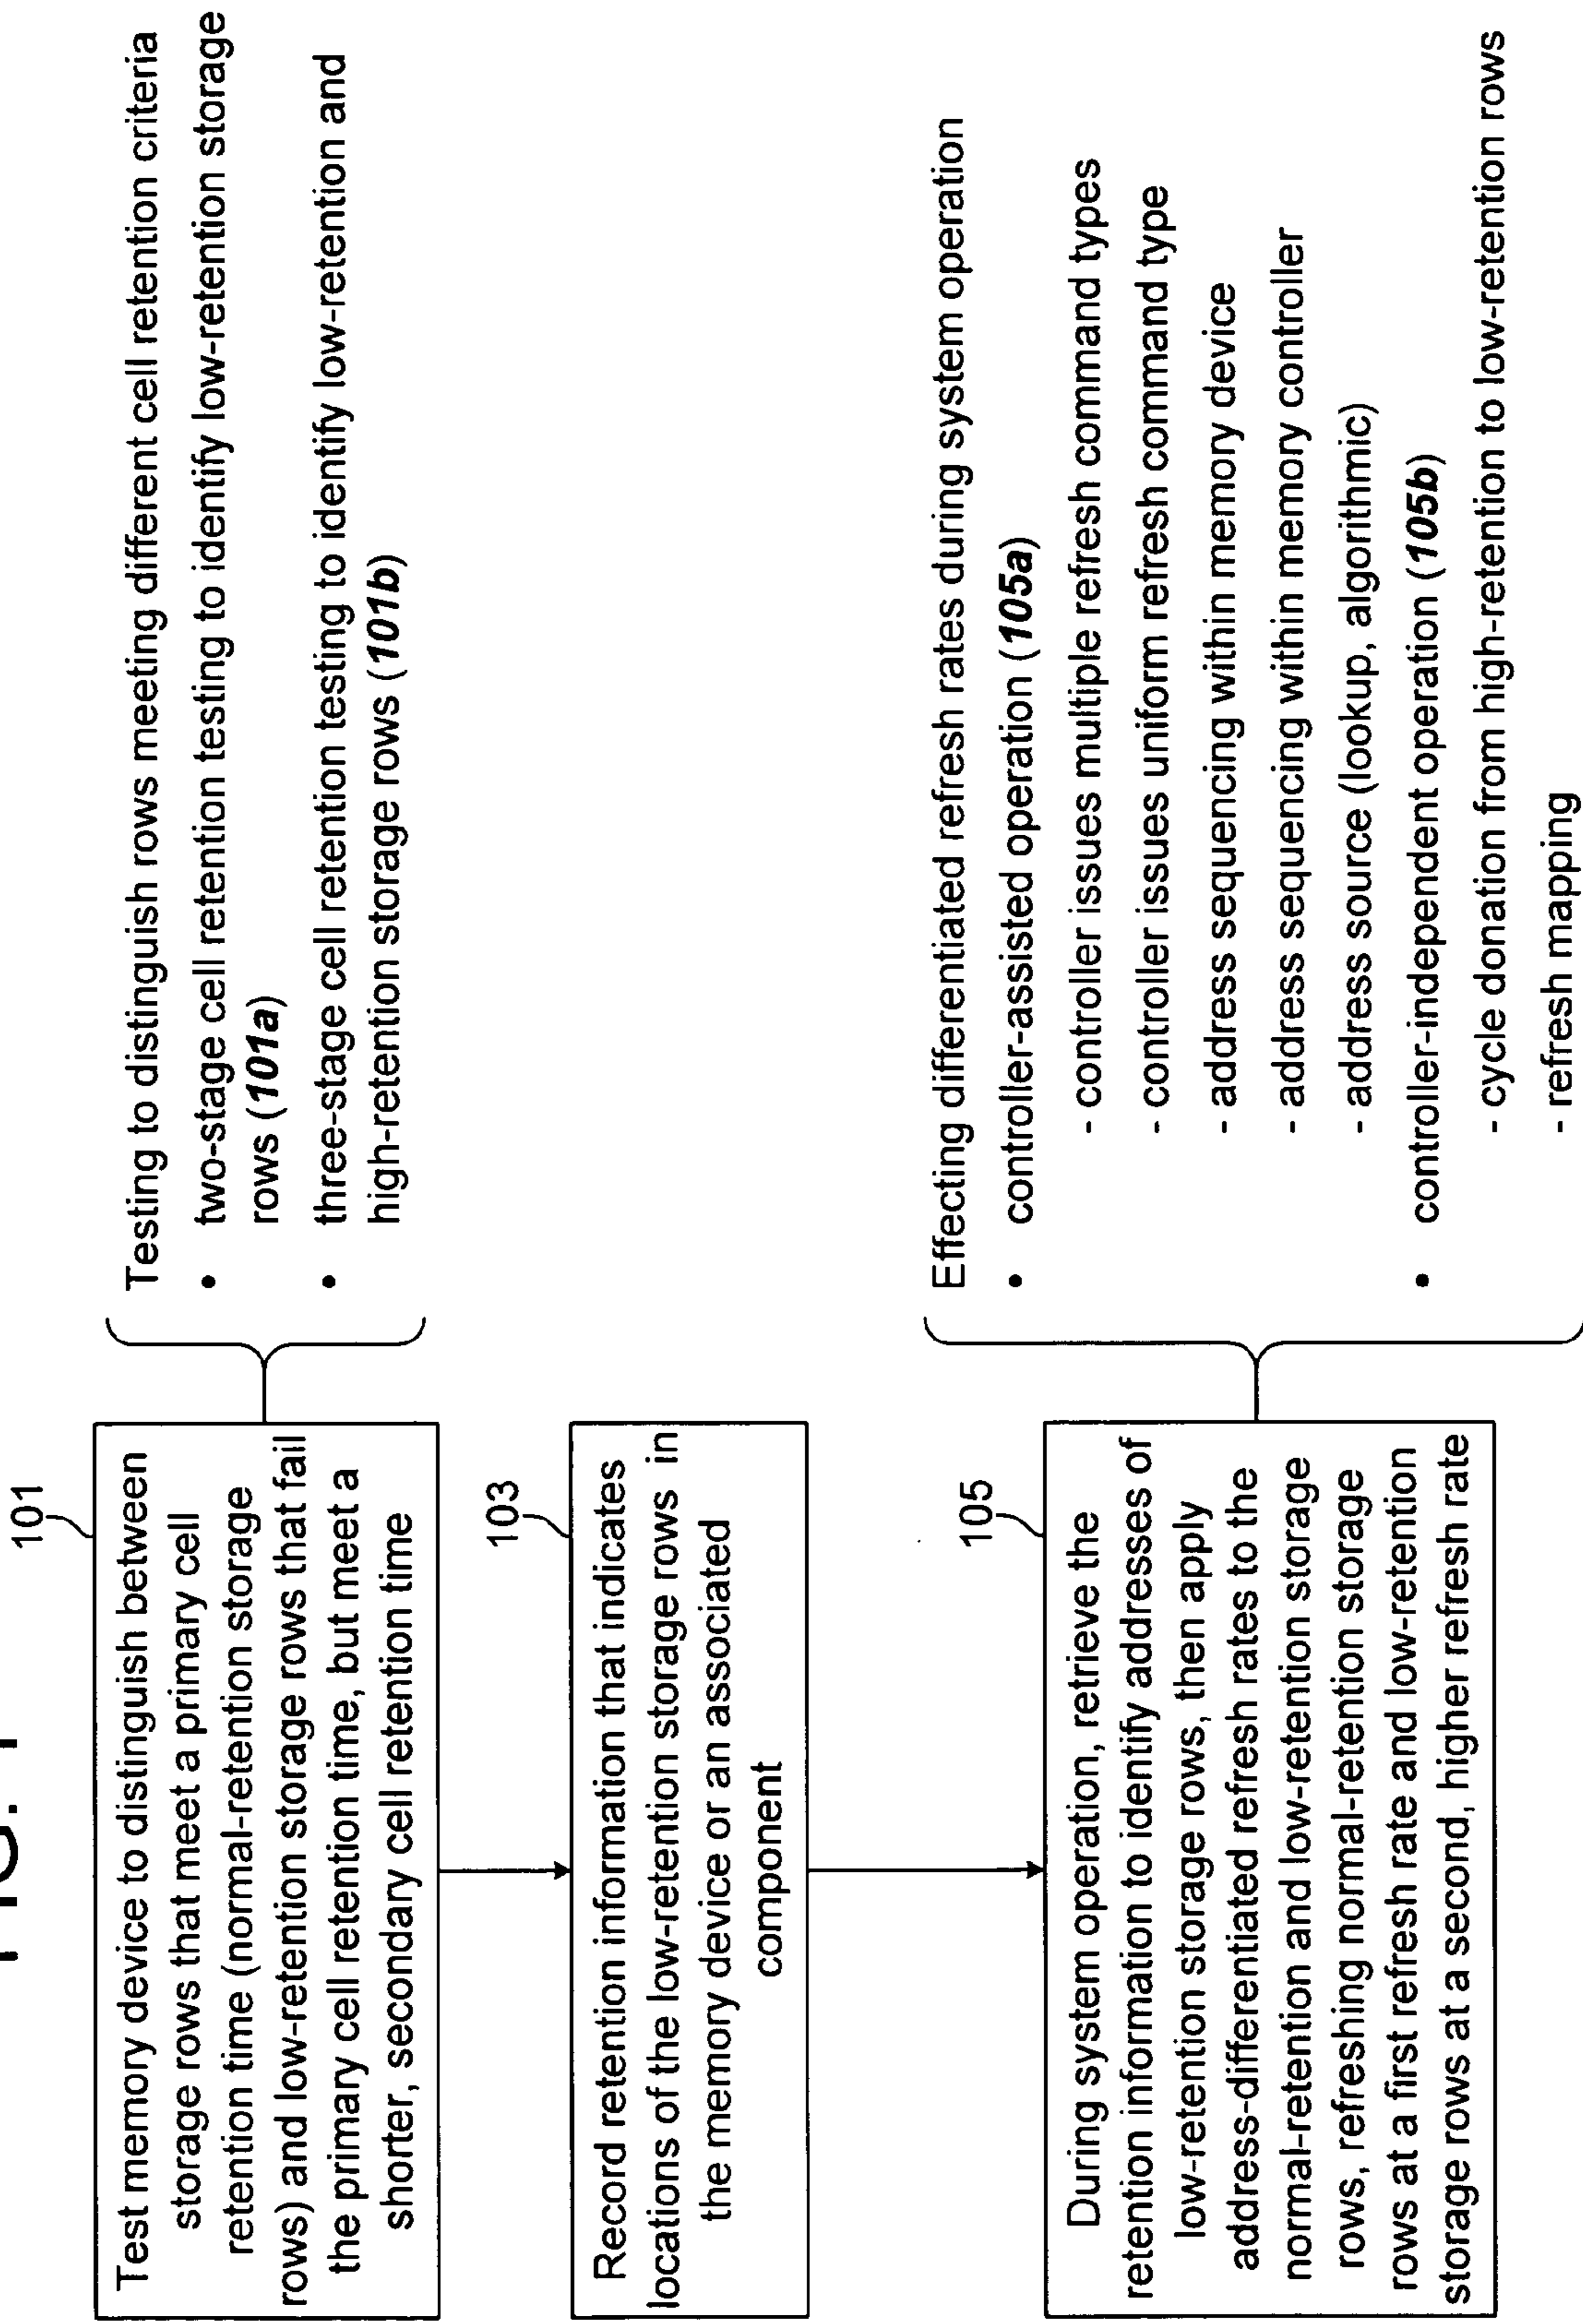 FIG. 1
101
Test memory device to distinguish between
storage rows that meet a primary cell
retention time (normal-retention storage
rows) and low-retention storage rows that fail
the primary cell retention time, but meet a
shorter, secondary cell retention time
Testing to distinguish rows meeting different cell retention criteria
• two-stage cell retention testing to identify low-retention storage
rows (101a)
• three-stage cell retention testing to identify low-retention and
high-retention storage rows (101b)
103
Record retention information that indicates
locations of the low-retention storage rows in
the memory device or an associated
component
105
During system operation, retrieve the
retention information to identify addresses of
low-retention storage rows, then apply
address-differentiated refresh rates to the
normal-retention and low-retention storage
rows, refreshing normal-retention storage
rows at a first refresh rate and low-retention
storage rows at a second, higher refresh rate
Effecting differentiated refresh rates during system operation
• controller-assisted operation (105a)
- controller issues multiple refresh command types
- controller issues uniform refresh command type
- address sequencing within memory device
- address sequencing within memory controller
- address source (lookup, algorithmic)
• controller-independent operation (105b)
- cycle donation from high-retention to low-retention rows
- refresh mapping